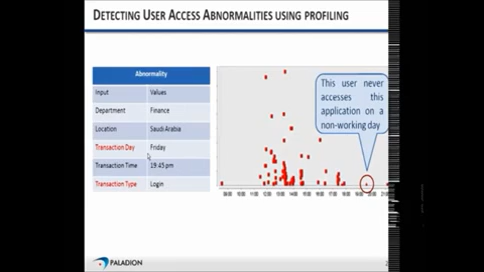 DETECTING USER ACCESS ABNORMALITIES USING PROFILING
Abnormality
Input Values
Department Finance
Location Saudi Arabia
Transaction Day Friday
Transaction Time 19:45 pm
Transaction Type Login
This user never
accesses this
application on a
non-working day
PALADION